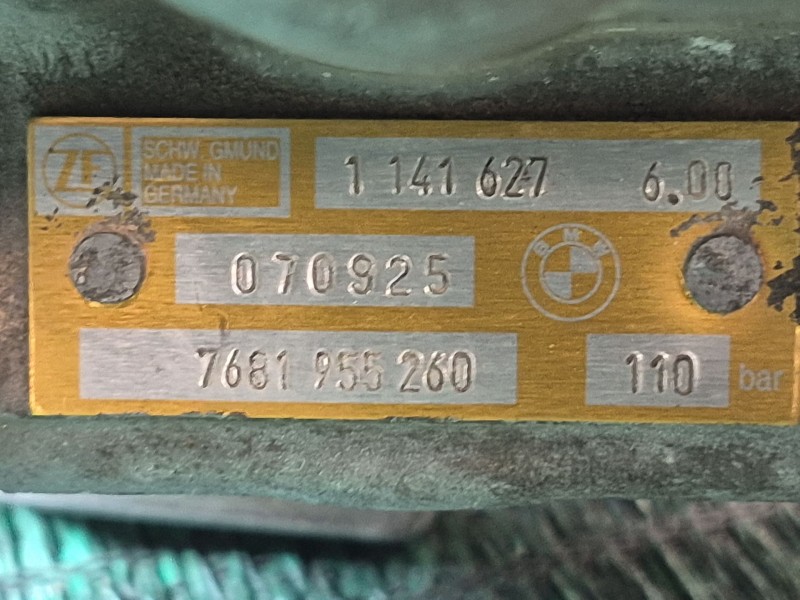 ZF
SCHW. GMUND
MADE IN
GERMANY
1 141 627 6.00
070925
BMW
7681 955 260
110 bar